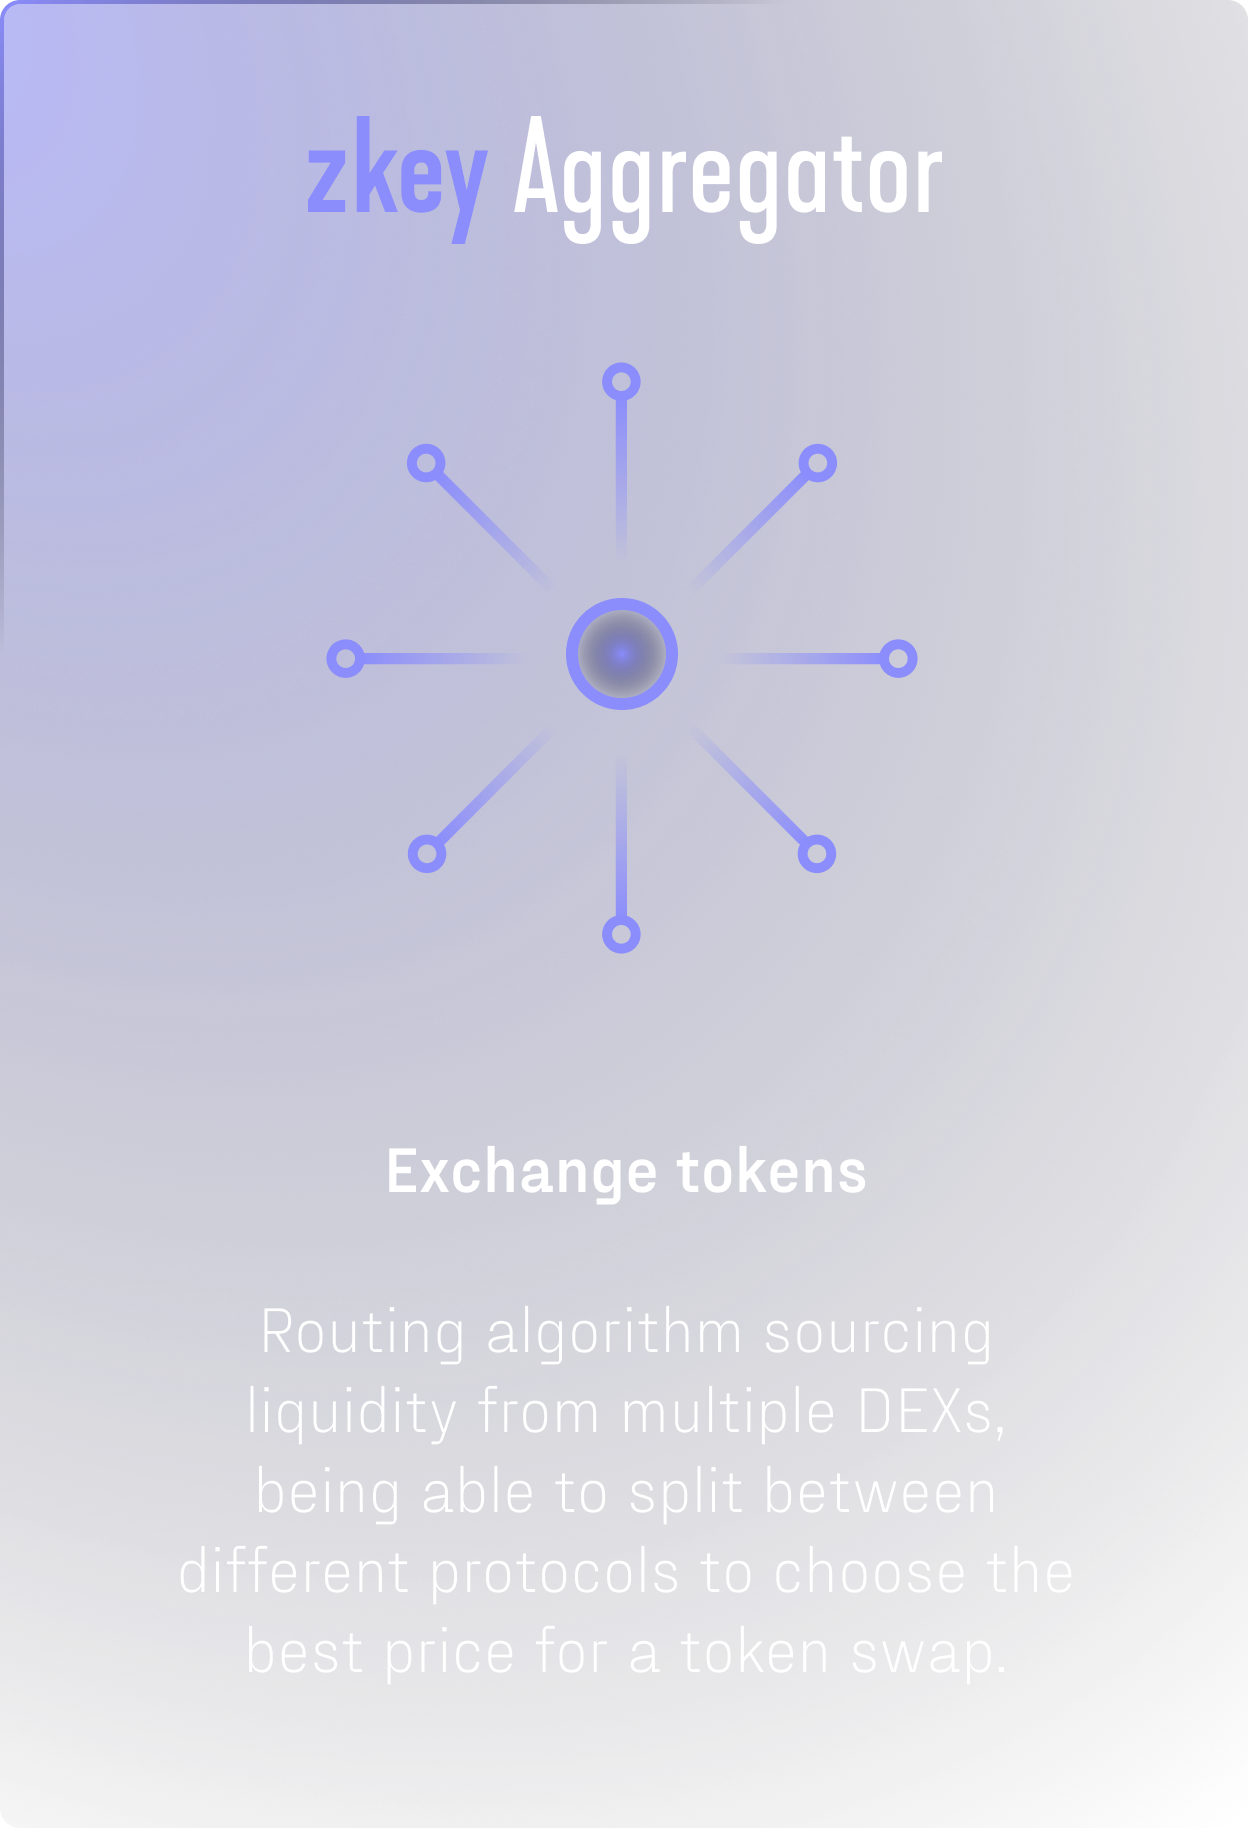 zkey Aggregator
Exchange tokens
Routing algorithm sourcing
liquidity from multiple DEXs,
being able to split between
different protocols to choose the
best price for a token swap.